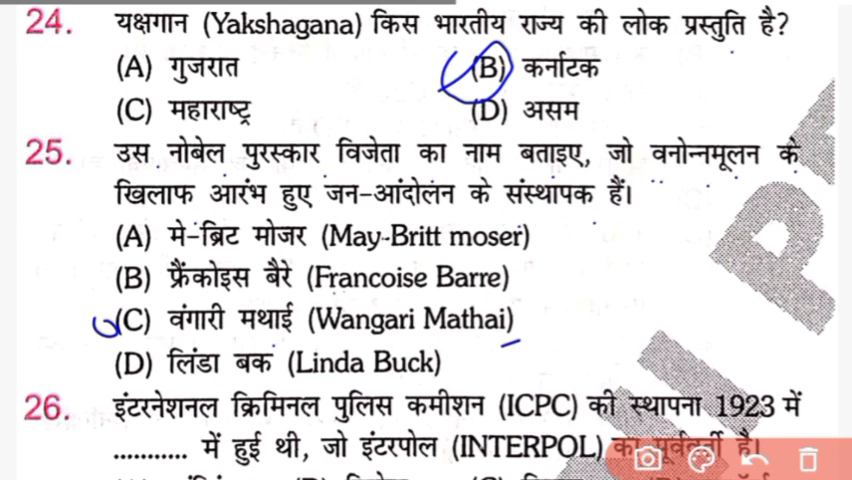 24. यक्षगान (Yakshagana) किस भारतीय राज्य की लोक प्रस्तुति है?
(A) गुजरात (B) कर्नाटक
(C) महाराष्ट्र (D) असम
25. उस नोबेल पुरस्कार विजेता का नाम बताइए, जो वनोन्नमूलन के
खिलाफ आरंभ हुए जन-आंदोलन के संस्थापक हैं।
(A) मे-ब्रिट मोजर (May-Britt moser)
(B) फ्रैंकोइस बैरे (Francoise Barre)
(C) वंगारी मथाई (Wangari Mathai)
(D) लिंडा बक (Linda Buck)
26. इंटरनेशनल क्रिमिनल पुलिस कमीशन (ICPC) की स्थापना 1923 में
........... में हुई थी, जो इंटरपोल (INTERPOL) का पूर्ववर्ती है।